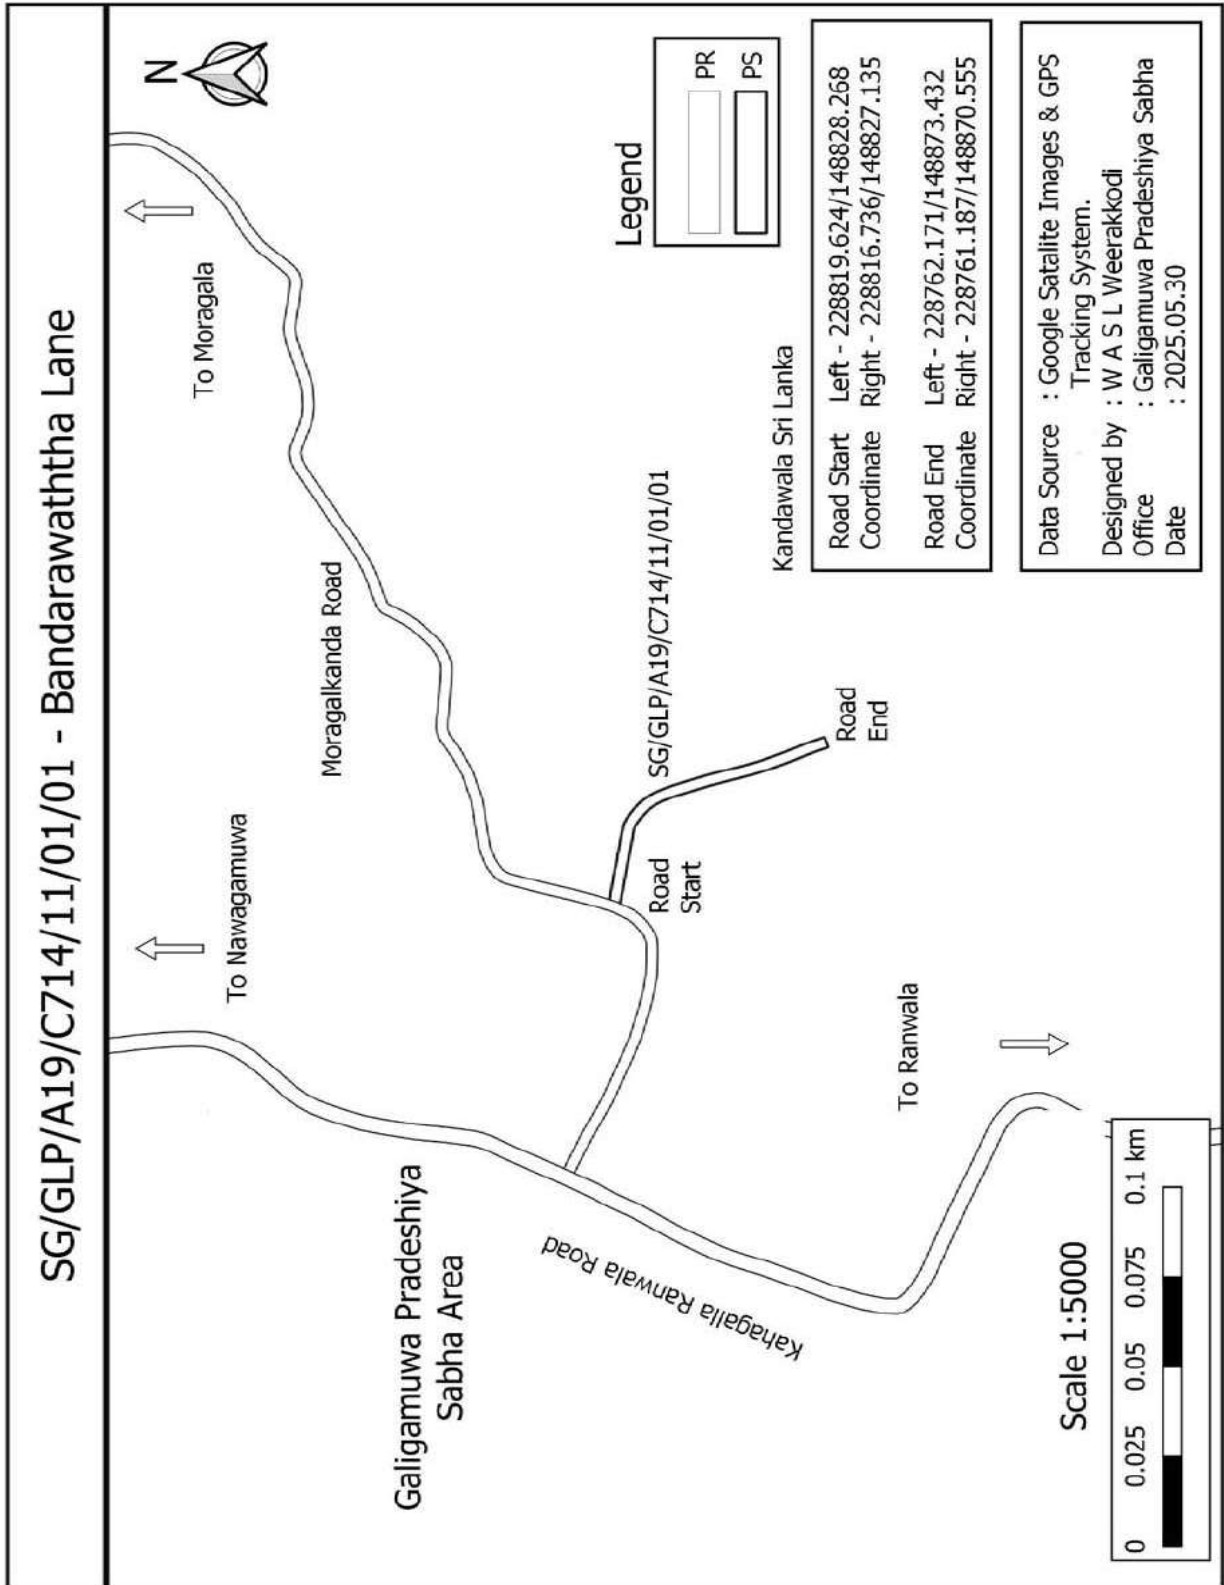 SG/GLP/A19/C714/11/01/01 - Bandarawaththa Lane
N
To Nawagamuwa
To Moragala
Moragalkanda Road
Galigamuwa Pradeshiya
Sabha Area
Kahagalla Ranwala Road
Road
Start
SG/GLP/A19/C714/11/01/01
Road
End
To Ranwala
Legend
PR
PS
Kandawala Sri Lanka
Road Start Left - 228819.624/148828.268
Coordinate Right - 228816.736/148827.135
Road End Left - 228762.171/148873.432
Coordinate Right - 228761.187/148870.555
Data Source : Google Satalite Images & GPS
Tracking System.
Designed by : W A S L Weerakkodi
Office : Galigamuwa Pradeshiya Sabha
Date : 2025.05.30
Scale 1:5000
0 0.025 0.05 0.075 0.1 km